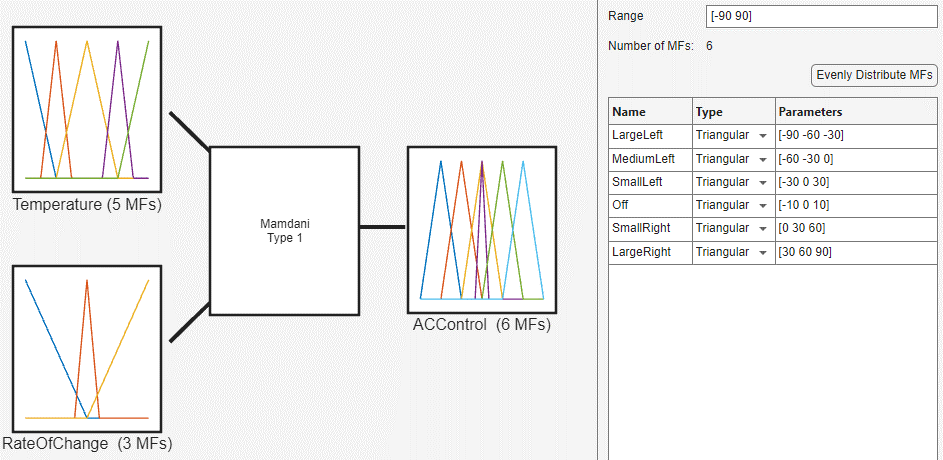 Temperature (5 MFs)
RateOfChange (3 MFs)
Mamdani
Type 1
ACControl (6 MFs)
Range [-90 90]
Number of MFs: 6
Evenly Distribute MFs
Name Type Parameters
LargeLeft Triangular [-90 -60 -30]
MediumLeft Triangular [-60 -30 0]
SmallLeft Triangular [-30 0 30]
Off Triangular [-10 0 10]
SmallRight Triangular [0 30 60]
LargeRight Triangular [30 60 90]